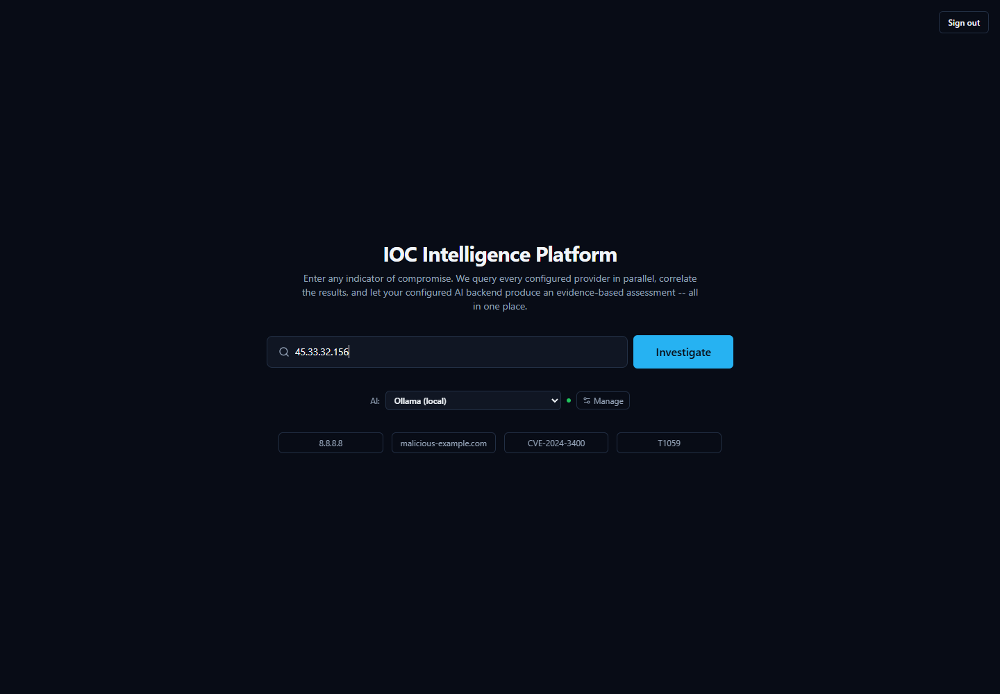 Sign out
IOC Intelligence Platform
Enter any indicator of compromise. We query every configured provider in parallel, correlate
the results, and let your configured AI backend produce an evidence-based assessment -- all
in one place.
45.33.32.156
Investigate
AI:
Ollama (local)
Manage
8.8.8.8
malicious-example.com
CVE-2024-3400
T1059